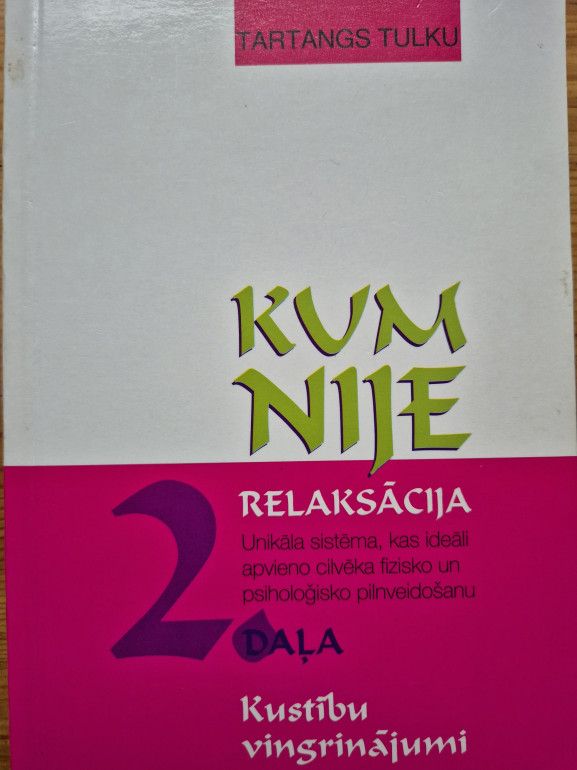 TARTANGS TULKU
KUM
NIJE
RELAKSĀCIJA
Unikāla sistēma, kas ideāli
apvieno cilvēka fizisko un
psiholoģisko pilnveidošanu
2. DAĻA
Kustību
vingrinājumi